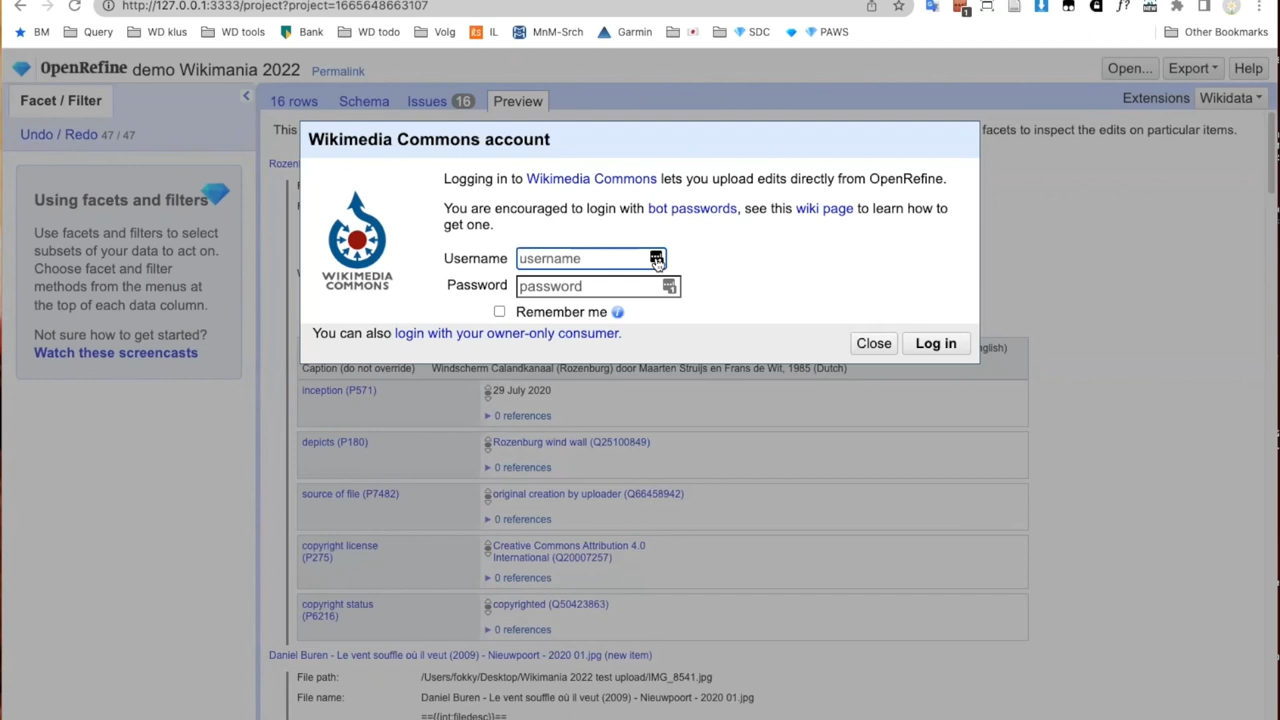 http://127.0.0.1:3333/project?project=1665648663107
BM Query WD klus WD tools Bank WD todo Volg IL MnM-Srch Garmin SDC PAWS Other Bookmarks
OpenRefine demo Wikimania 2022 Permalink Open... Export Help
Facet / Filter
16 rows Schema Issues 16 Preview Extensions Wikidata
Undo / Redo 47 / 47
This facets to inspect the edits on particular items.
Wikimedia Commons account
Rozen
Logging in to Wikimedia Commons lets you upload edits directly from OpenRefine.
You are encouraged to login with bot passwords, see this wiki page to learn how to
get one.
WIKIMEDIA
COMMONS
Username username
Password password
Remember me
You can also login with your owner-only consumer.
Close Log in
Using facets and filters
Use facets and filters to select
subsets of your data to act on.
Choose facet and filter
methods from the menus at
the top of each data column.
Not sure how to get started?
Watch these screencasts
nglish)
Caption (do not override) Windscherm Calandkanaal (Rozenburg) door Maarten Struijs en Frans de Wit, 1985 (Dutch)
inception (P571) 29 July 2020
0 references
depicts (P180) Rozenburg wind wall (Q25100849)
0 references
source of file (P7482) original creation by uploader (Q66458942)
0 references
copyright license
(P275)
Creative Commons Attribution 4.0
International (Q20007257)
0 references
copyright status
(P6216)
copyrighted (Q50423863)
0 references
Daniel Buren - Le vent souffle où il veut (2009) - Nieuwpoort - 2020 01.jpg (new item)
File path: /Users/fokky/Desktop/Wikimania 2022 test upload/IMG_8541.jpg
File name: Daniel Buren - Le vent souffle où il veut (2009) - Nieuwpoort - 2020 01.jpg
=={{int:filedesc}}==